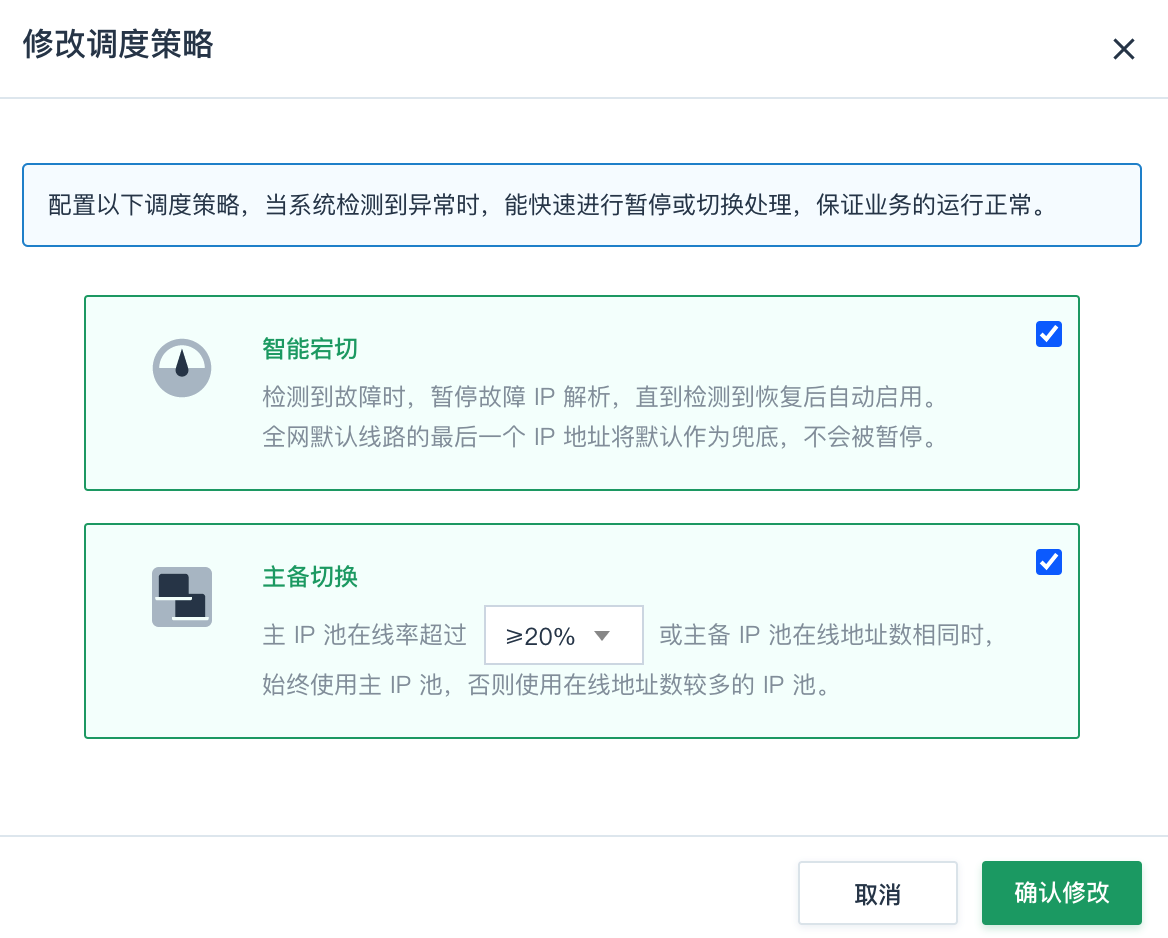 修改调度策略
配置以下调度策略，当系统检测到异常时，能快速进行暂停或切换处理，保证业务的运行正常。
智能宕切
检测到故障时，暂停故障 IP 解析，直到检测到恢复后自动启用。
全网默认线路的最后一个 IP 地址将默认作为兜底，不会被暂停。
主备切换
主 IP 池在线率超过 ≥20% 或主备 IP 池在线地址数相同时，
始终使用主 IP 池，否则使用在线地址数较多的 IP 池。
取消 确认修改